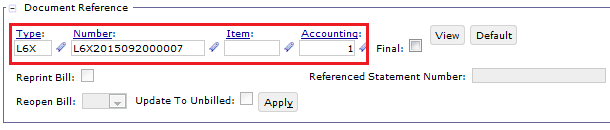 Document Reference
Type: Number: Item: Accounting:
L6X L6X2015092000007 1 Final: View Default
Reprint Bill: Referenced Statement Number:
Reopen Bill: Update To Unbilled: Apply